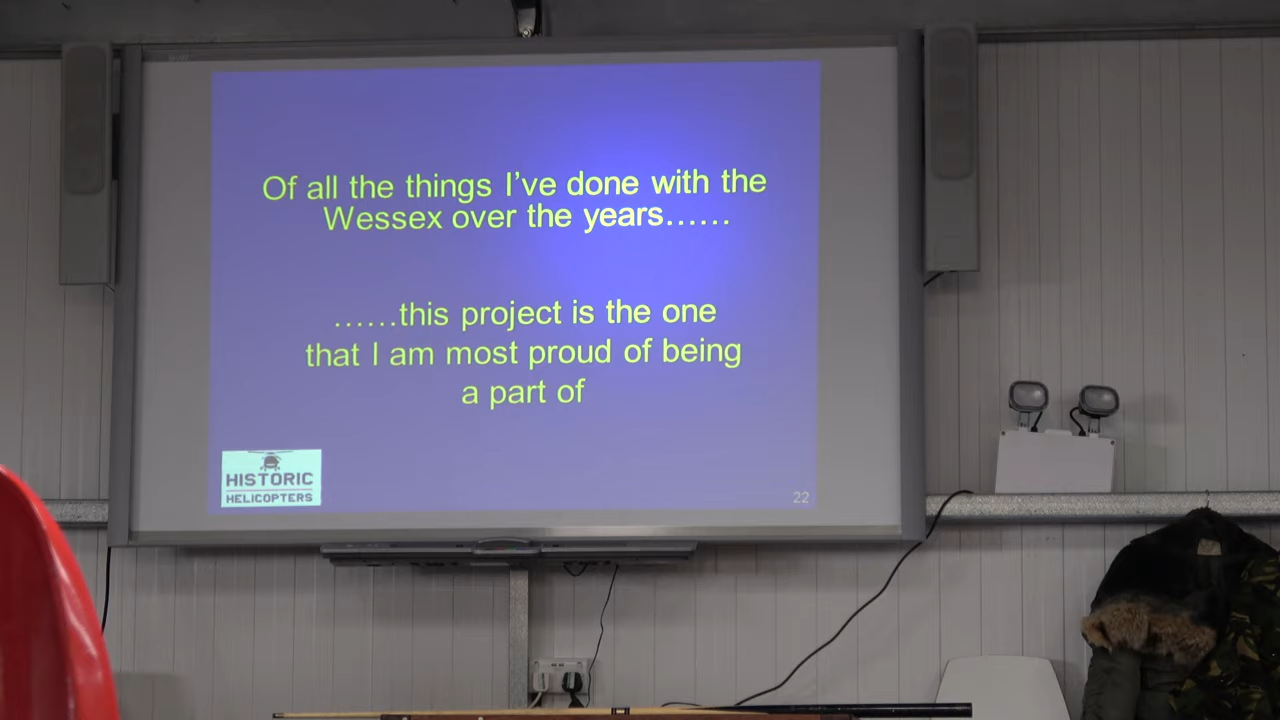 Of all the things I’ve done with the
Wessex over the years……
……this project is the one
that I am most proud of being
a part of
HISTORIC
HELICOPTERS
22